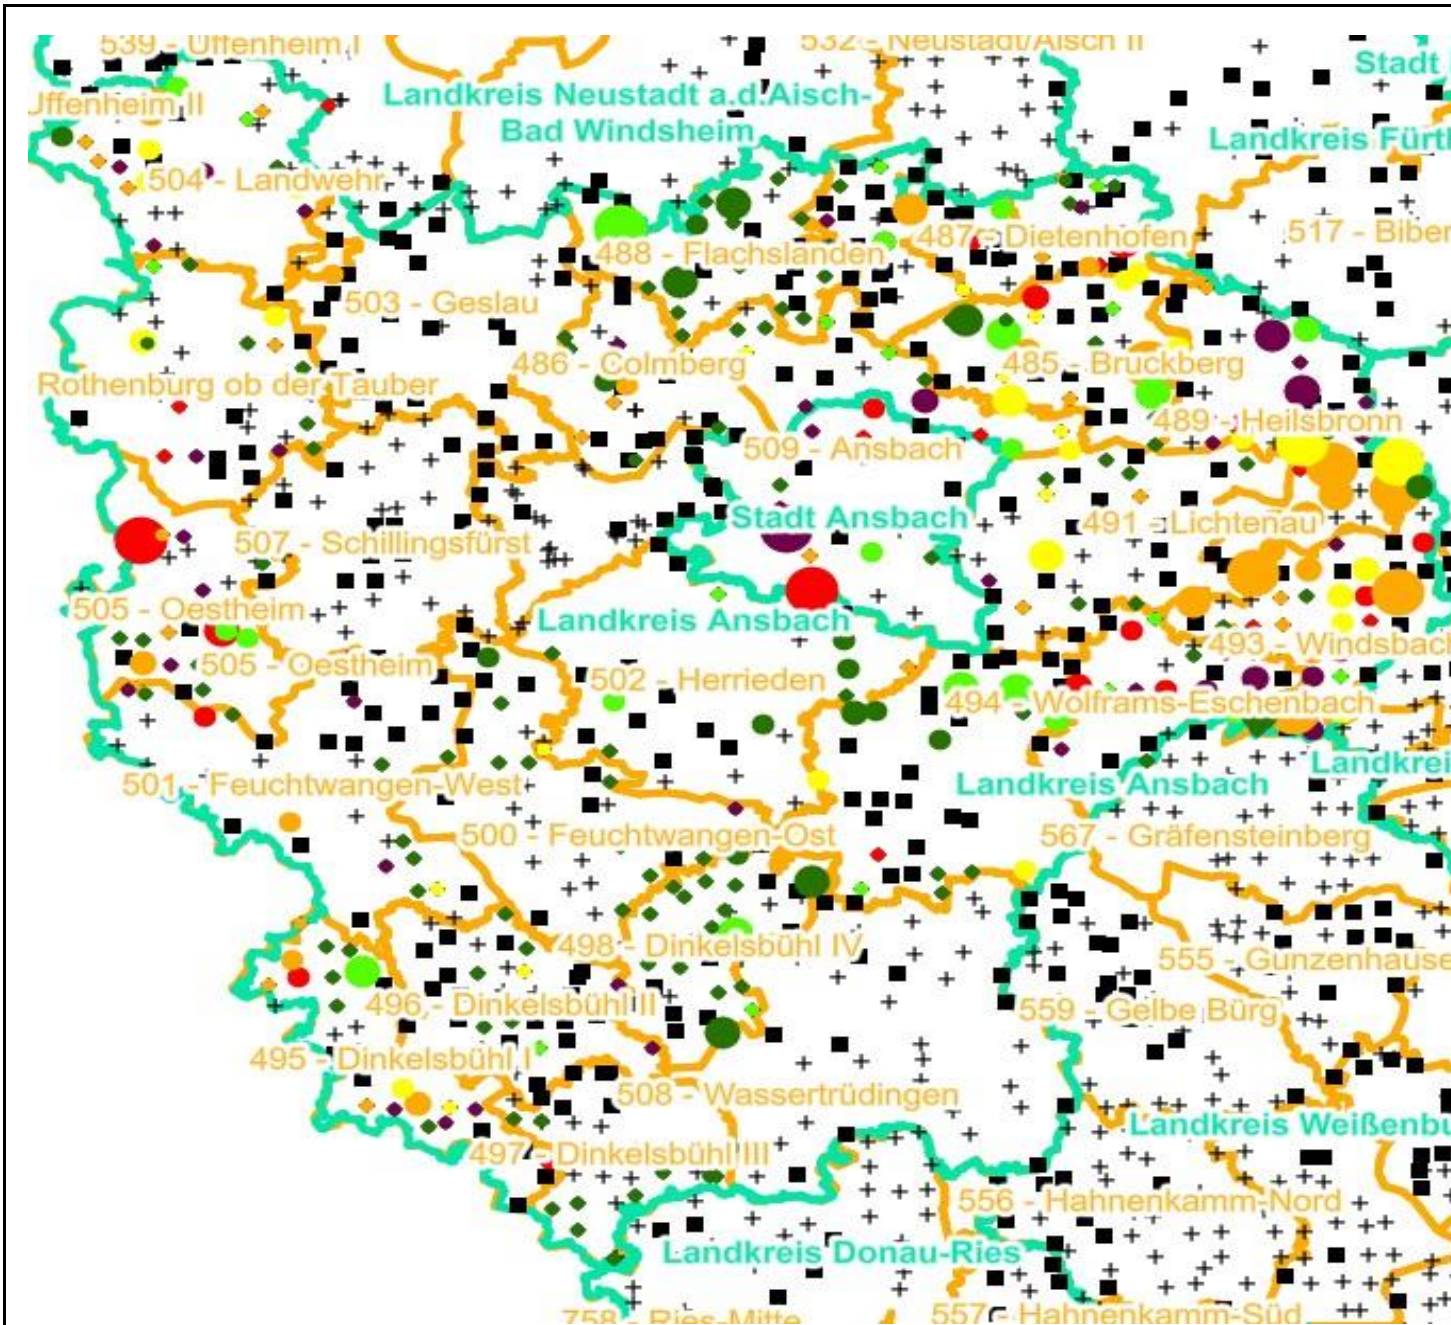 539 - Uffenheim I
532 - Neustadt/Aisch II
Stadt
Uffenheim II
Landkreis Neustadt a.d.Aisch-
Bad Windsheim
Landkreis Fürth
504 - Landwehr
488 - Flachslanden
487 - Dietenhofen
517 - Biber
503 - Geslau
486 - Colmberg
485 - Bruckberg
Rothenburg ob der Tauber
489 - Heilsbronn
509 - Ansbach
Stadt Ansbach
491 - Lichtenau
507 - Schillingsfürst
505 - Oestheim
Landkreis Ansbach
493 - Windsbach
505 - Oestheim
502 - Herrieden
494 - Wolframs-Eschenbach
Landkrei
501 - Feuchtwangen-West
Landkreis Ansbach
500 - Feuchtwangen-Ost
567 - Gräfensteinberg
498 - Dinkelsbühl IV
555 - Gunzenhause
496 - Dinkelsbühl II
559 - Gelbe Bürg
495 - Dinkelsbühl I
508 - Wassertrüdingen
Landkreis Weißenbu
497 - Dinkelsbühl III
556 - Hahnenkamm-Nord
Landkreis Donau-Ries
758 - Ries-Mitte
557 - Hahnenkamm-Süd